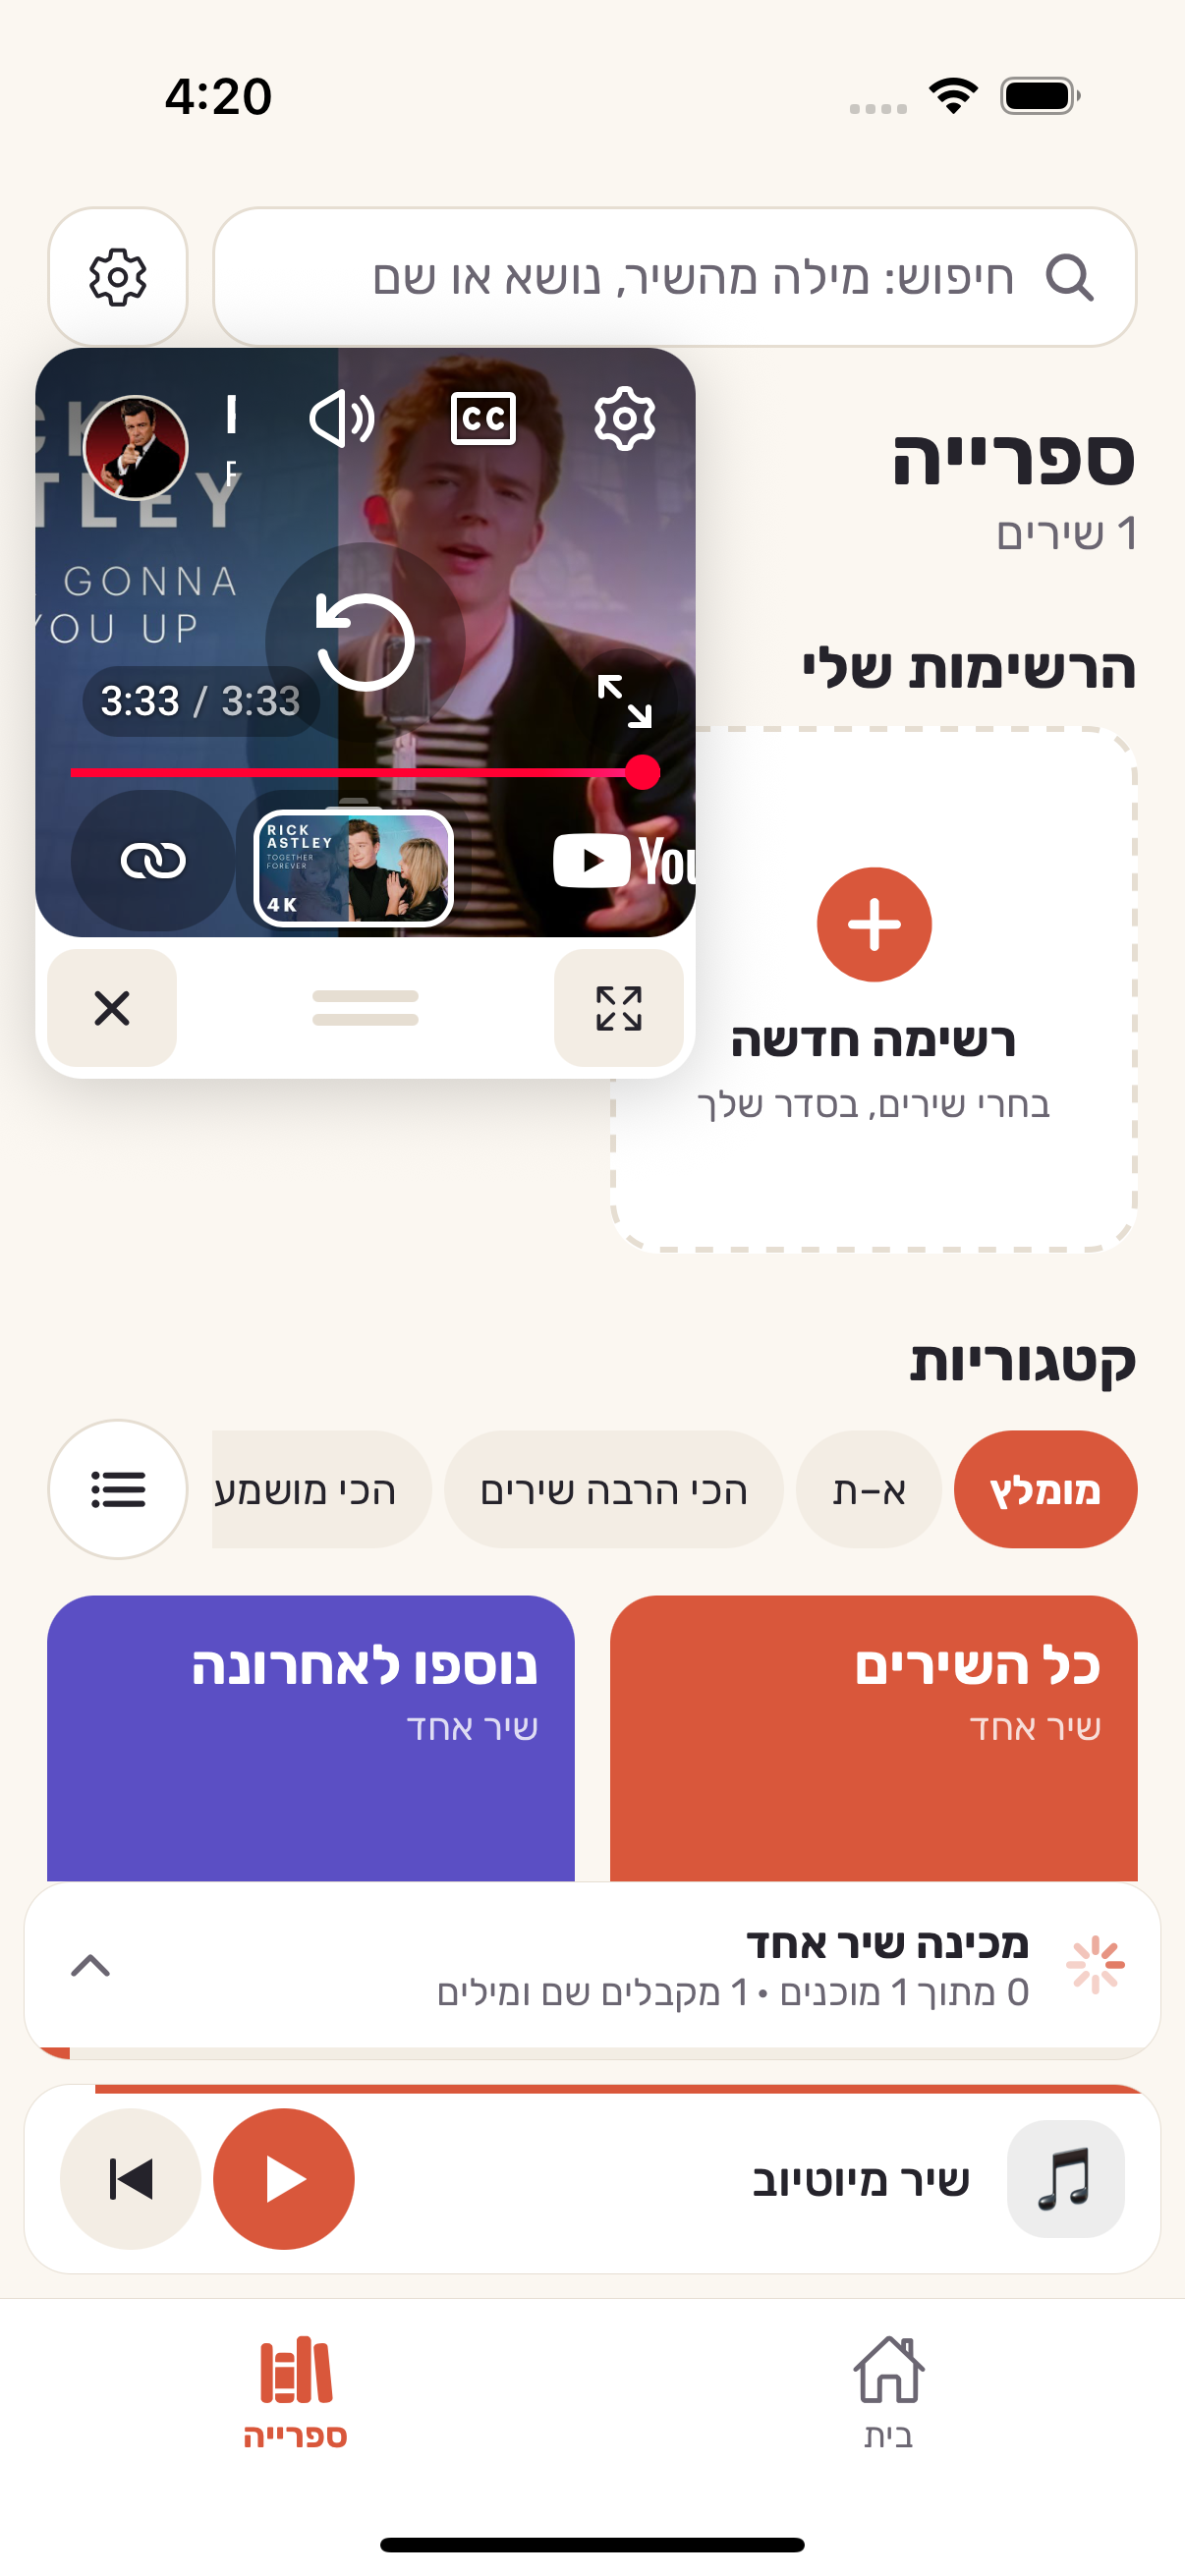 4:20
חיפוש: מילה מהשיר, נושא או שם
ספרייה
1 שירים
CC
TLEY
GONNA
YOU UP
3:33 / 3:33
RICK
ASTLEY
TOGETHER
FOREVER
4K
הרשימות שלי
רשימה חדשה
בחרי שירים, בסדר שלך
קטגוריות
מומלץ
א–ת
הכי הרבה שירים
הכי מושמע
כל השירים
שיר אחד
נוספו לאחרונה
שיר אחד
מכינה שיר אחד
0 מתוך 1 מוכנים • 1 מקבלים שם ומילים
שיר מיוטיוב
בית
ספרייה